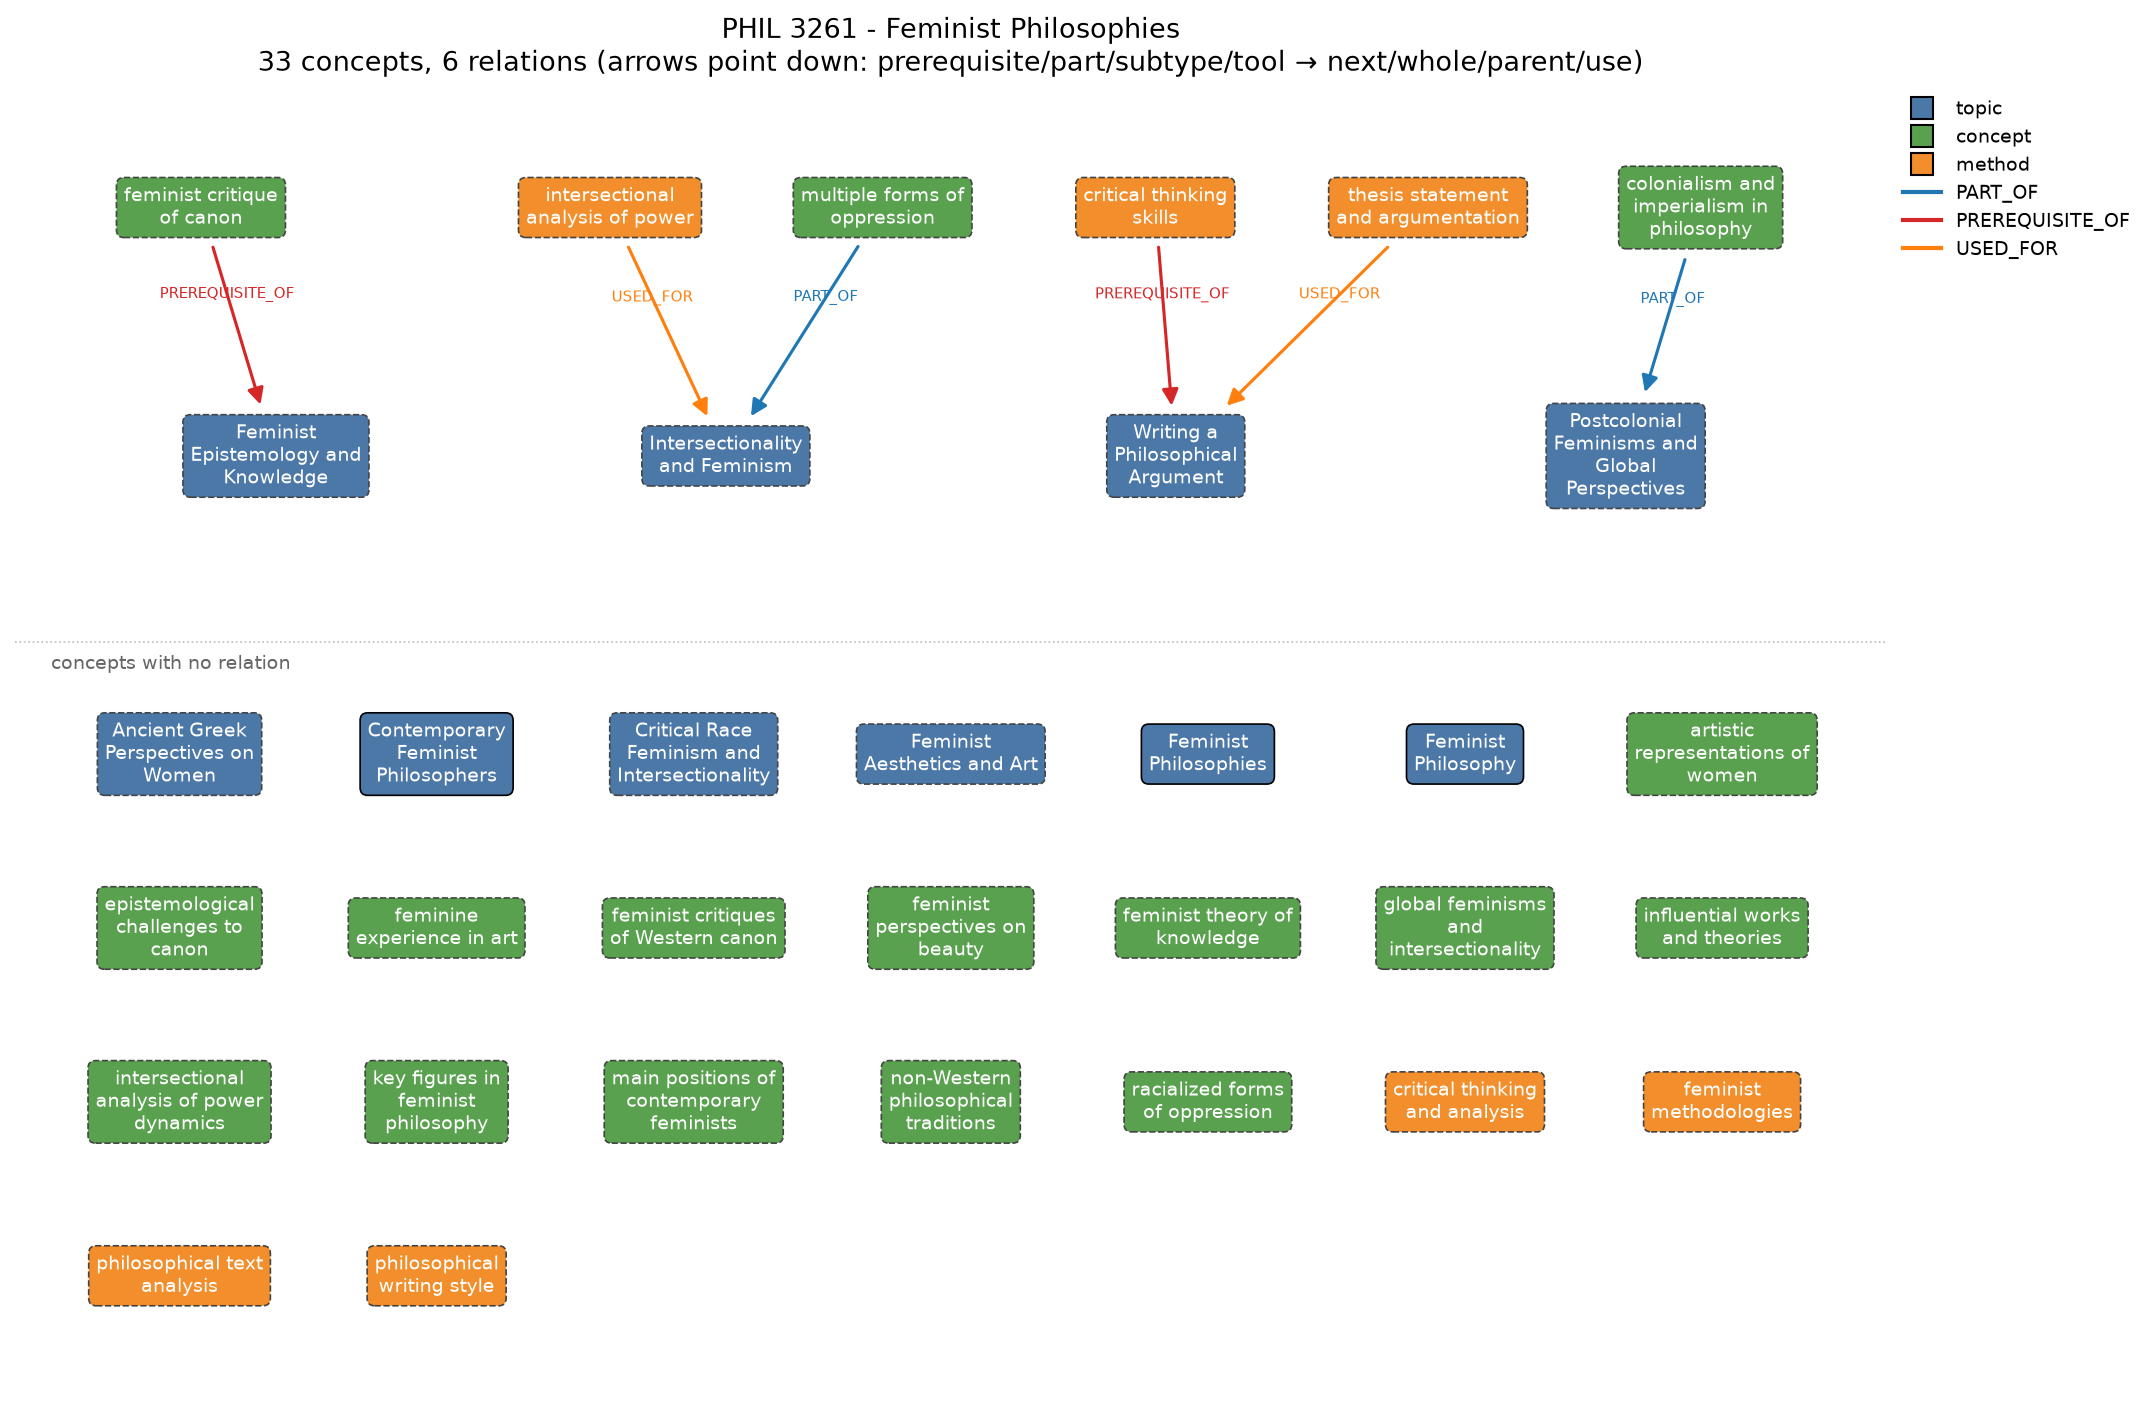 PHIL 3261 - Feminist Philosophies
33 concepts, 6 relations (arrows point down: prerequisite/part/subtype/tool → next/whole/parent/use)
topic
concept
method
PART_OF
PREREQUISITE_OF
USED_FOR
feminist critique
of canon
intersectional
analysis of power
multiple forms of
oppression
critical thinking
skills
thesis statement
and argumentation
colonialism and
imperialism in
philosophy
PREREQUISITE_OF
USED_FOR
PART_OF
PREREQUISITE_OF
USED_FOR
PART_OF
Feminist
Epistemology and
Knowledge
Intersectionality
and Feminism
Writing a
Philosophical
Argument
Postcolonial
Feminisms and
Global
Perspectives
concepts with no relation
Ancient Greek
Perspectives on
Women
Contemporary
Feminist
Philosophers
Critical Race
Feminism and
Intersectionality
Feminist
Aesthetics and Art
Feminist
Philosophies
Feminist
Philosophy
artistic
representations of
women
epistemological
challenges to
canon
feminine
experience in art
feminist critiques
of Western canon
feminist
perspectives on
beauty
feminist theory of
knowledge
global feminisms
and
intersectionality
influential works
and theories
intersectional
analysis of power
dynamics
key figures in
feminist
philosophy
main positions of
contemporary
feminists
non-Western
philosophical
traditions
racialized forms
of oppression
critical thinking
and analysis
feminist
methodologies
philosophical text
analysis
philosophical
writing style